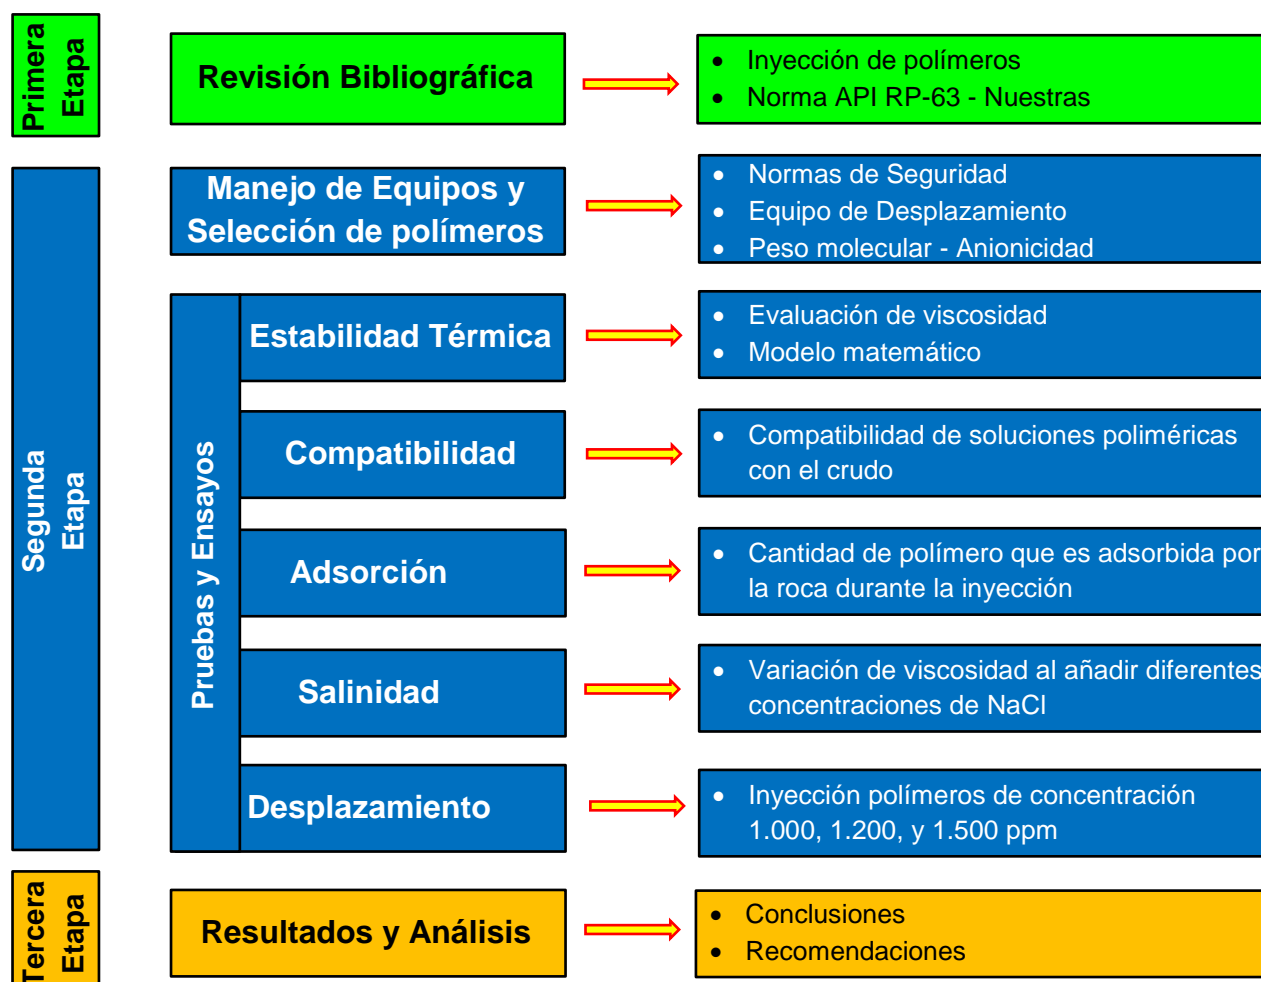 Primera
Etapa
Revisión Bibliográfica
• Inyección de polímeros
• Norma API RP-63 - Nuestras
Segunda
Etapa
Manejo de Equipos y
Selección de polímeros
• Normas de Seguridad
• Equipo de Desplazamiento
• Peso molecular - Anionicidad
Pruebas y Ensayos
Estabilidad Térmica
• Evaluación de viscosidad
• Modelo matemático
Compatibilidad
• Compatibilidad de soluciones poliméricas
con el crudo
Adsorción
• Cantidad de polímero que es adsorbida por
la roca durante la inyección
Salinidad
• Variación de viscosidad al añadir diferentes
concentraciones de NaCl
Desplazamiento
• Inyección polímeros de concentración
1.000, 1.200, y 1.500 ppm
Tercera
Etapa
Resultados y Análisis
• Conclusiones
• Recomendaciones